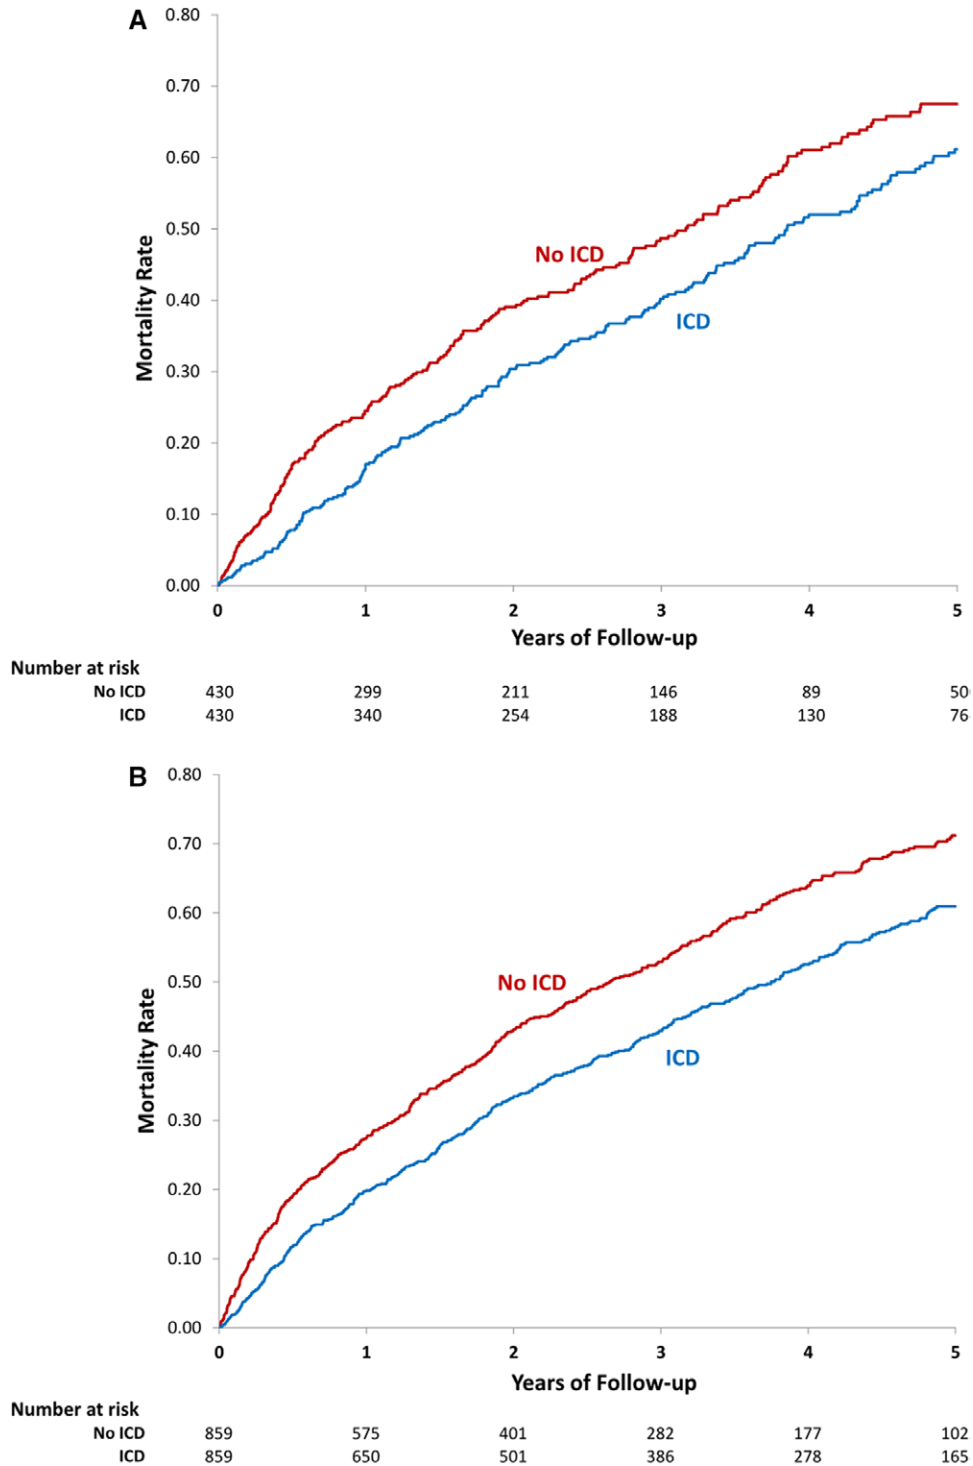 A
0.80
0.70
0.60
0.50
0.40
0.30
0.20
0.10
0.00
Mortality Rate
No ICD
ICD
0 1 2 3 4 5
Years of Follow-up
Number at risk
No ICD 430 299 211 146 89 50
ICD 430 340 254 188 130 76
B
0.80
0.70
0.60
0.50
0.40
0.30
0.20
0.10
0.00
Mortality Rate
No ICD
ICD
0 1 2 3 4 5
Years of Follow-up
Number at risk
No ICD 859 575 401 282 177 102
ICD 859 650 501 386 278 165